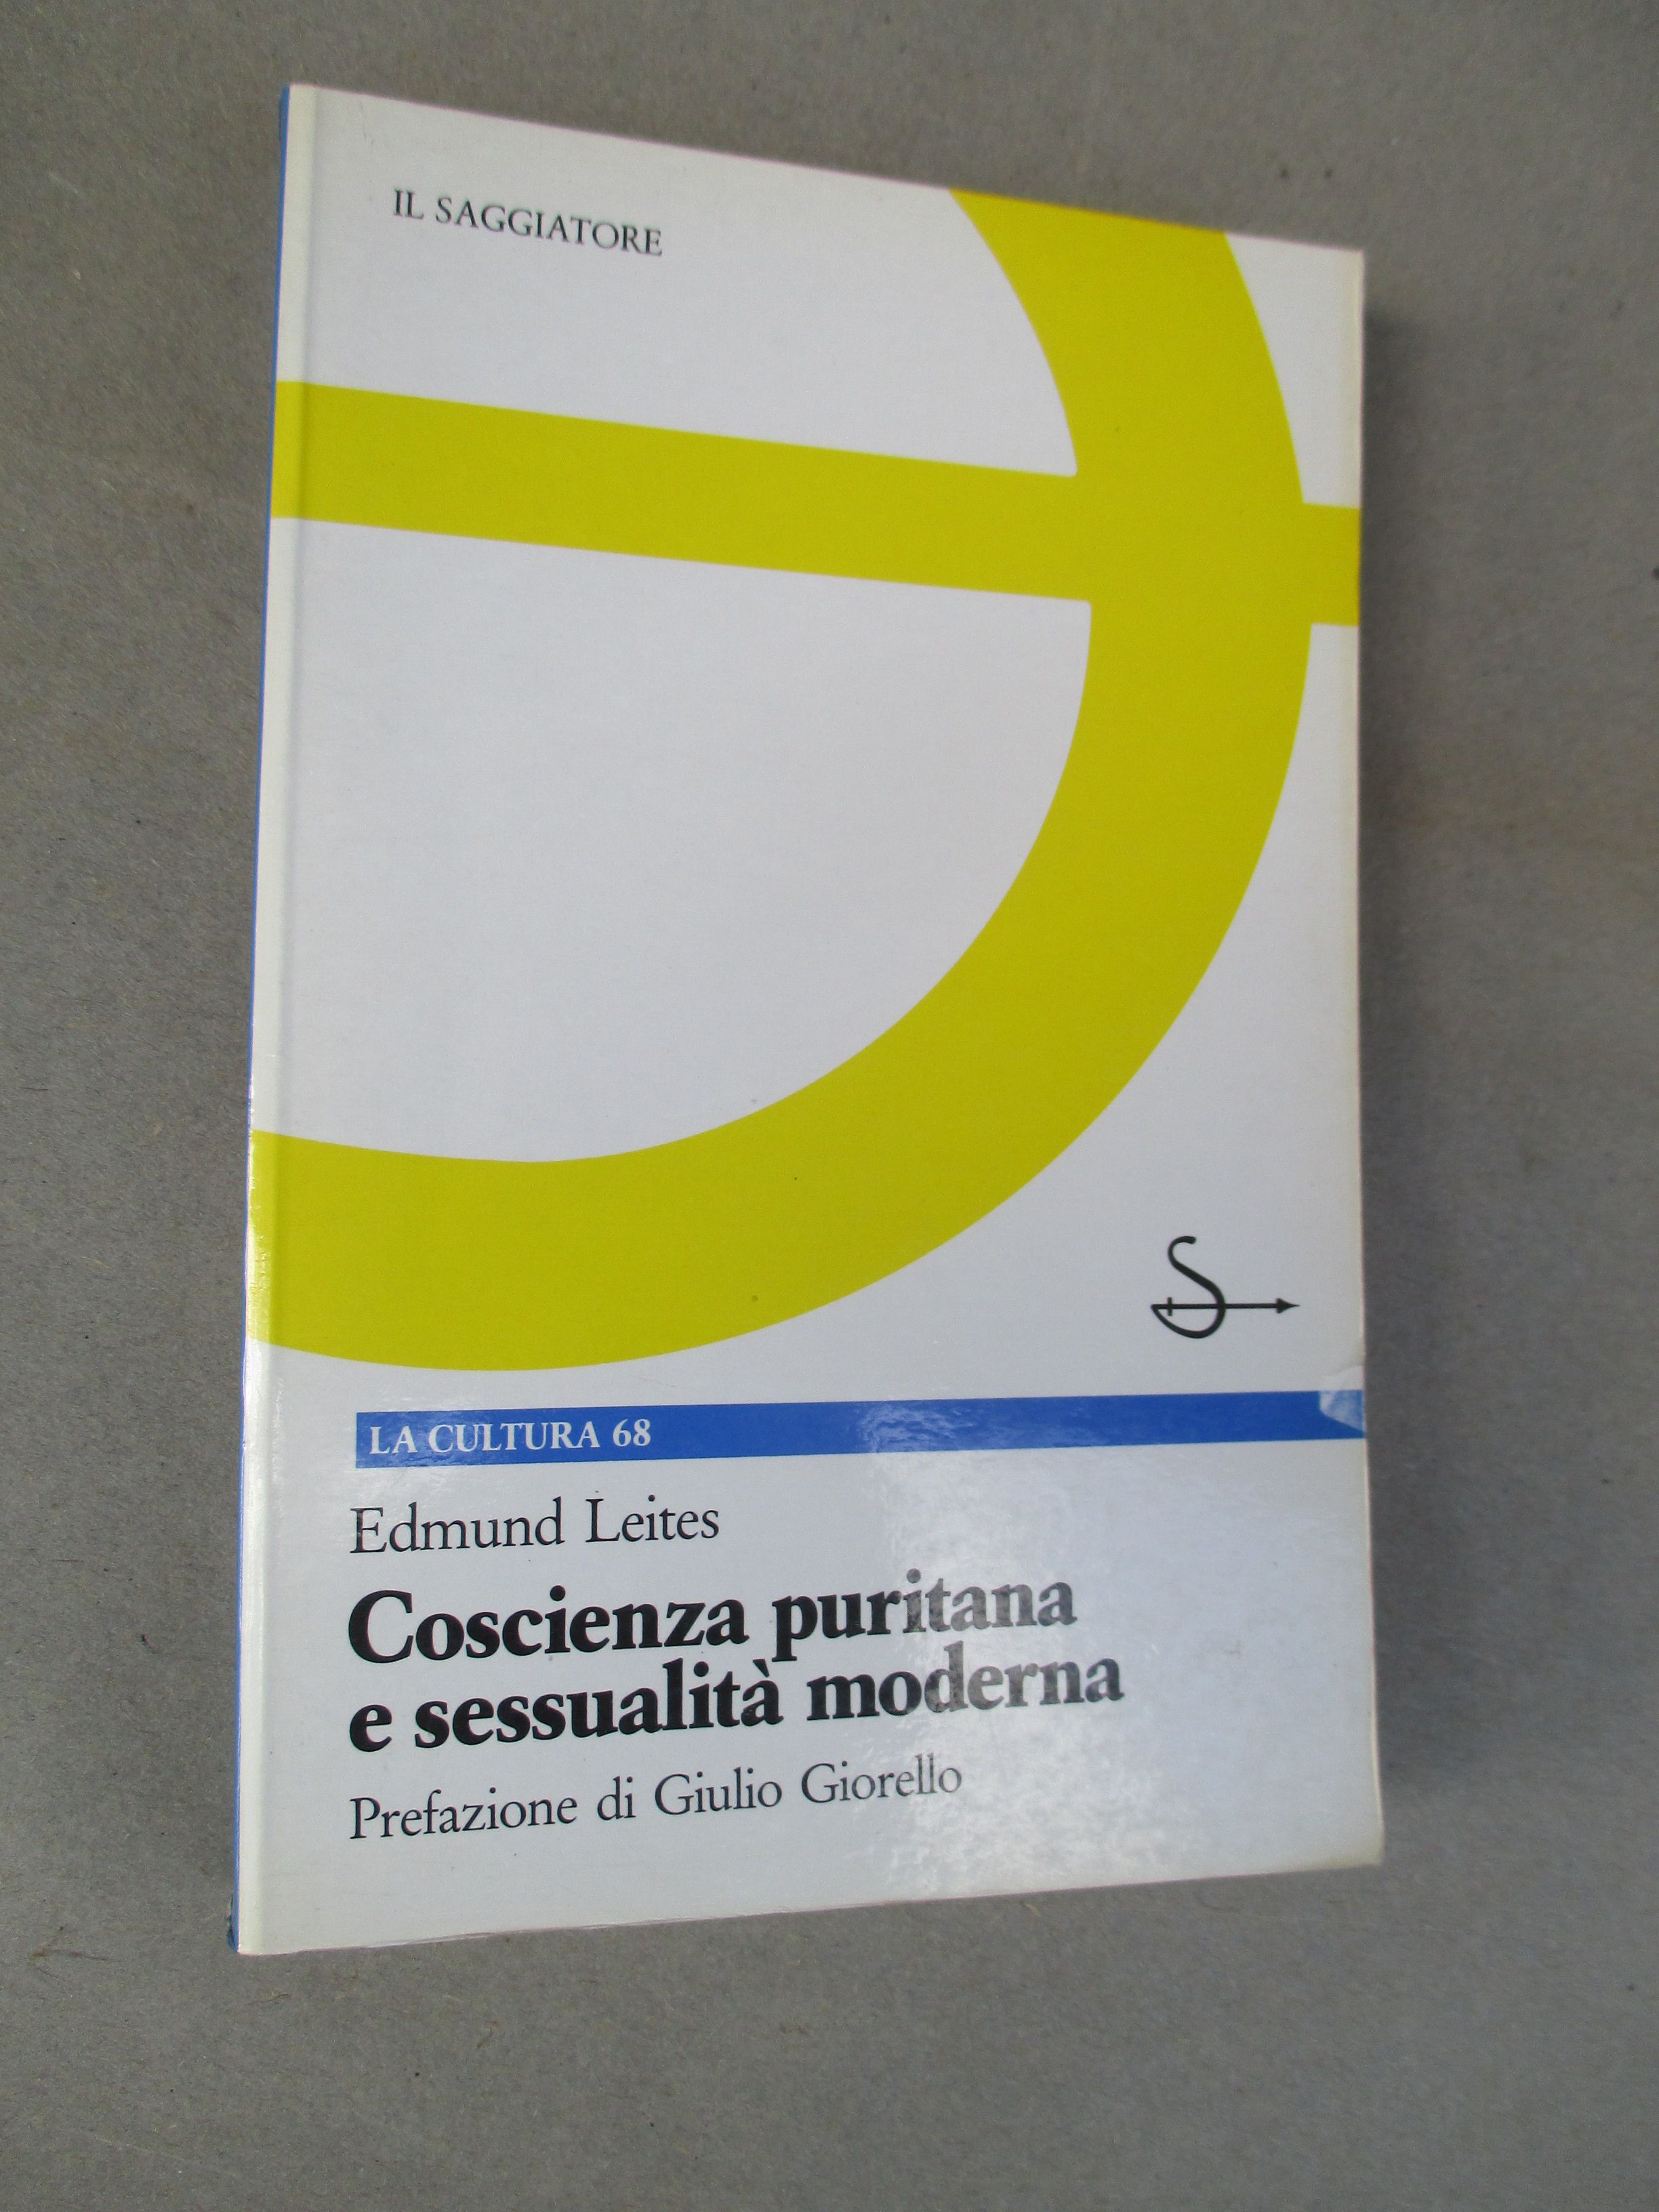 IL SAGGIATORE
LA CULTURA 68
Edmund Leites
Coscienza puritana
e sessualità moderna
Prefazione di Giulio Giorello